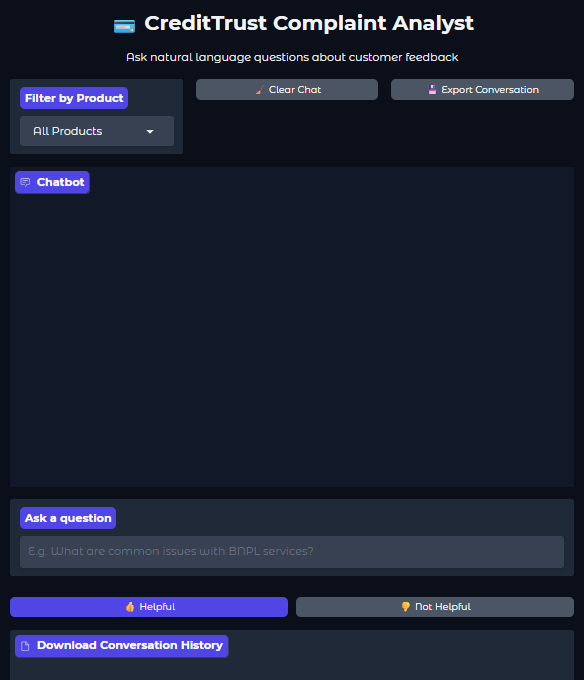 CreditTrust Complaint Analyst
Ask natural language questions about customer feedback
Filter by Product
All Products
Clear Chat
Export Conversation
Chatbot
Ask a question
E.g. What are common issues with BNPL services?
Helpful
Not Helpful
Download Conversation History